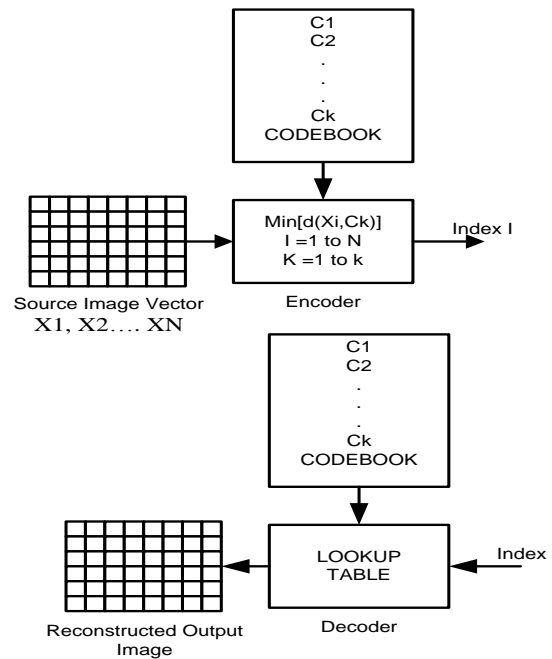 C1
C2
.
.
.
Ck
CODEBOOK
Min[d(Xi,Ck)]
I =1 to N
K =1 to k
Index I
Source Image Vector
X1, X2.... XN
Encoder
C1
C2
.
.
.
Ck
CODEBOOK
LOOKUP
TABLE
Index
Reconstructed Output
Image
Decoder